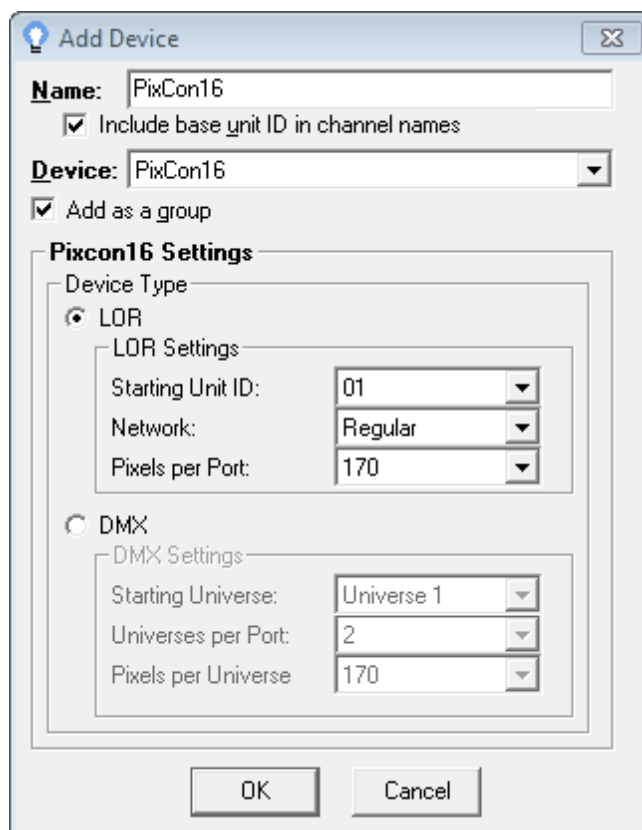 Add Device
Name: PixCon16
Include base unit ID in channel names
Device: PixCon16
Add as a group
Pixcon16 Settings
Device Type
LOR
LOR Settings
Starting Unit ID: 01
Network: Regular
Pixels per Port: 170
DMX
DMX Settings
Starting Universe: Universe 1
Universes per Port: 2
Pixels per Universe 170
OK Cancel